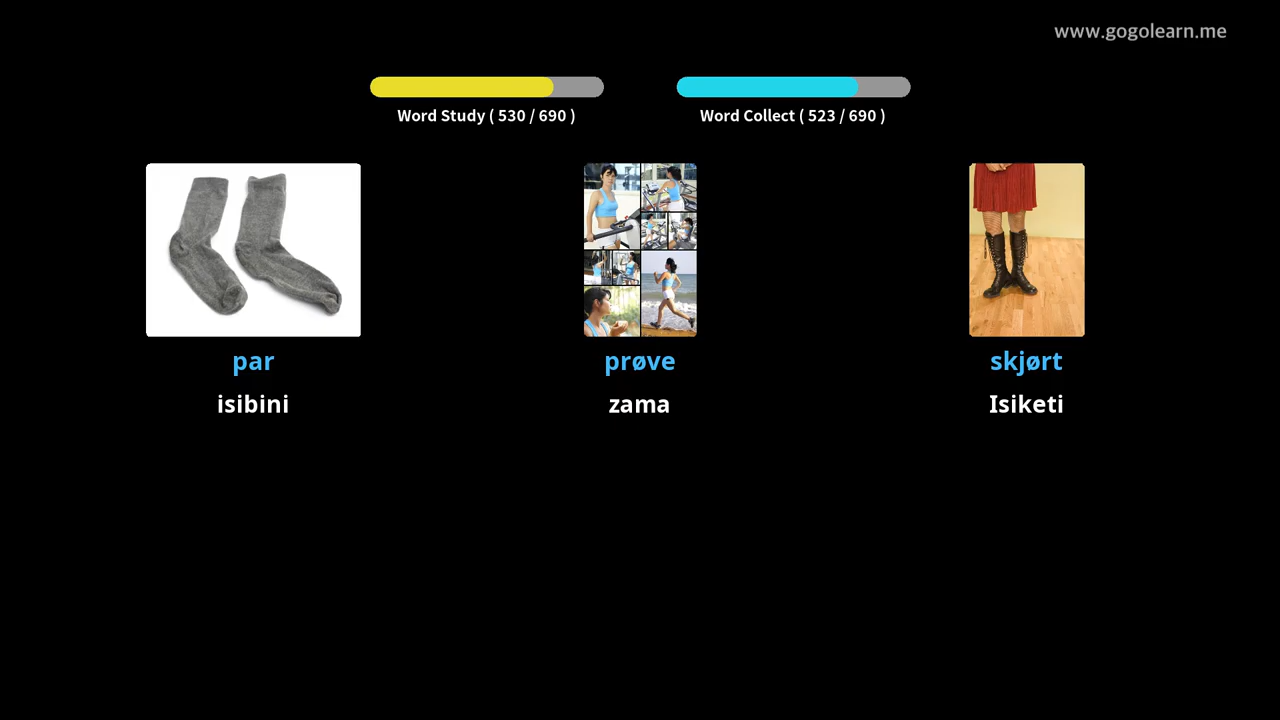 www.gogolearn.me
Word Study ( 530 / 690 )
Word Collect ( 523 / 690 )
par
prøve
skjørt
isibini
zama
Isiketi